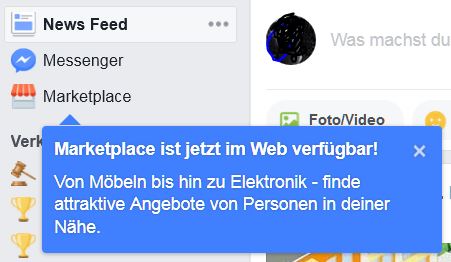 News Feed
Was machst du
Messenger
Marketplace
Foto/Video
Verk
Marketplace ist jetzt im Web verfügbar!
Von Möbeln bis hin zu Elektronik - finde
attraktive Angebote von Personen in deiner
Nähe.